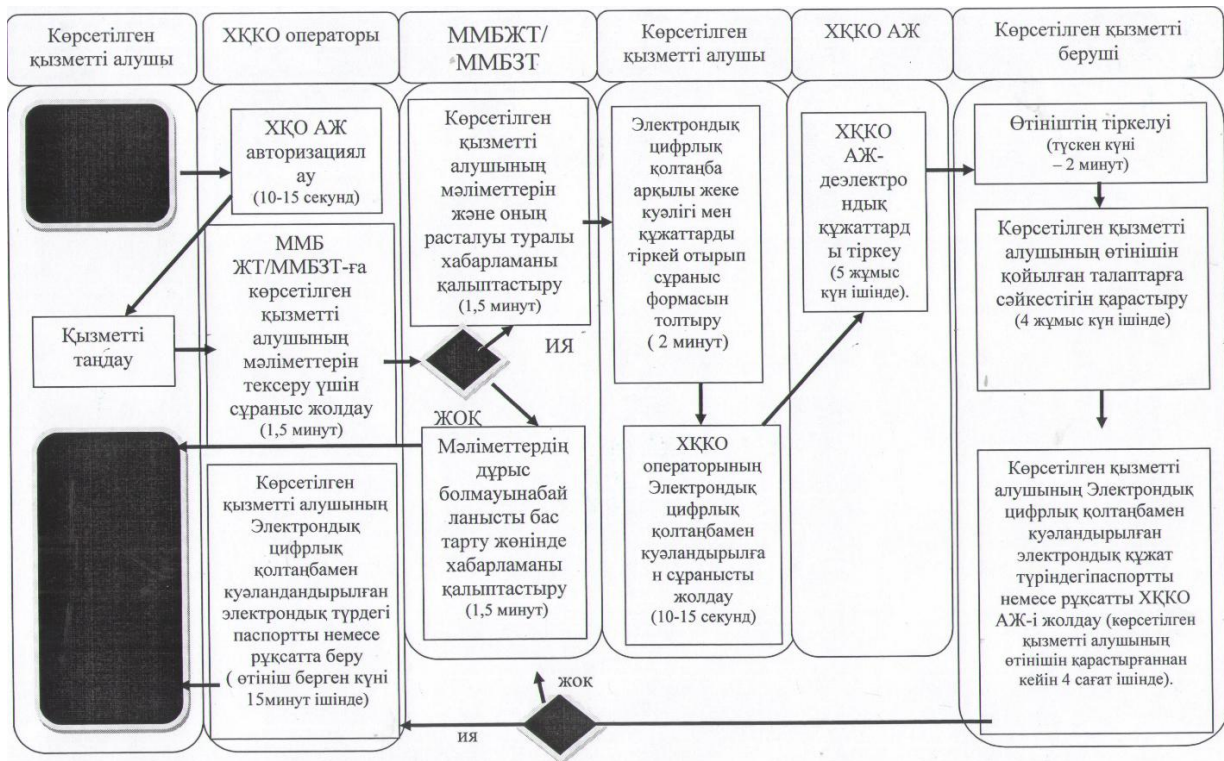 Көрсетілген
қызметті алушы
ХҚКО операторы
ММБЖТ/
ММБЗТ
Көрсетілген
қызметті алушы
ХҚКО АЖ
Көрсетілген қызметті
беруші
ХҚО АЖ
авторизациял
ау
(10-15 секунд)
Қызметті
таңдау
ММБ
ЖТ/ММБЗТ-ға
көрсетілген
қызметті
алушының
мәліметтерін
тексеру үшін
сұраныс жолдау
(1,5 минут)
Көрсетілген
қызметті
алушының
мәліметтерін
және оның
расталуы туралы
хабарламаны
қалыптастыру
(1,5 минут)
ИЯ
ЖОҚ
Мәліметтердің
дұрыс
болмауынабай
ланысты бас
тарту жөнінде
хабарламаны
қалыптастыру
(1,5 минут)
Электрондық
цифрлық
қолтаңба
арқылы жеке
куәлігі мен
құжаттарды
тіркей отырып
сұраныс
формасын
толтыру
( 2 минут)
ХҚКО
операторының
Электрондық
цифрлық
қолтаңбамен
куәландырылға
н сұранысты
жолдау
(10-15 секунд)
ХҚКО
АЖ-
деэлектро
ндық
құжаттар
ды тіркеу
(5 жұмыс
күн ішінде).
Өтініштің тіркелуі
(түскен күні
– 2 минут)
Көрсетілген қызметті
алушының өтінішін
қойылған талаптарға
сәйкестігін қарастыру
(4 жұмыс күн ішінде)
Көрсетілген қызметті
алушының Электрондық
цифрлық қолтаңбамен
куәландырылған
электрондық құжат
түріндегіпаспортты
немесе рұқсатты ХҚКО
АЖ-і жолдау (көрсетілген
қызметті алушының
өтінішін қарастырғаннан
кейін 4 сағат ішінде).
Көрсетілген
қызметті
алушының
Электрондық
цифрлық
қолтаңбамен
куәландандырылған
электрондық түрдегі
паспортты немесе
рұқсатта беру
( өтініш берген күні
15минут ішінде)
жоқ
ия